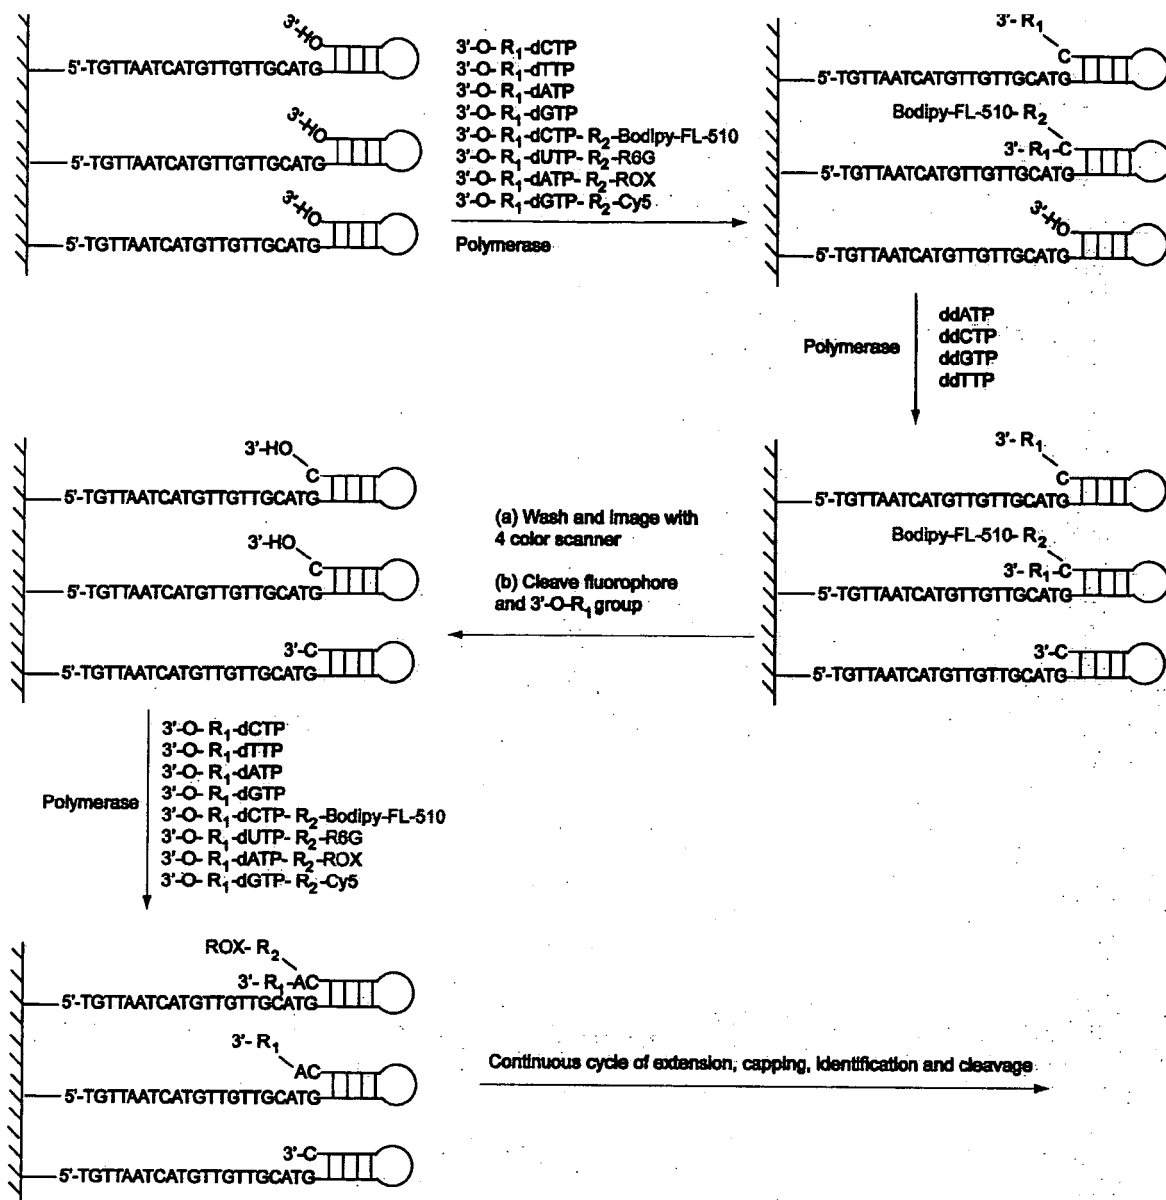 3'-HO
5'-TGTTAATCATGTTGTTGCATG
3'-HO
5'-TGTTAATCATGTTGTTGCATG
3'-HO
5'-TGTTAATCATGTTGTTGCATG
3'-O- R1-dCTP
3'-O- R1-dTTP
3'-O- R1-dATP
3'-O- R1-dGTP
3'-O- R1-dCTP- R2-Bodipy-FL-510
3'-O- R1-dUTP- R2-R6G
3'-O- R1-dATP- R2-ROX
3'-O- R1-dGTP- R2-Cy5
Polymerase
3'- R1
C
5'-TGTTAATCATGTTGTTGCATG
Bodipy-FL-510- R2
3'- R1-C
5'-TGTTAATCATGTTGTTGCATG
3'-HO
5'-TGTTAATCATGTTGTTGCATG
Polymerase
ddATP
ddCTP
ddGTP
ddTTP
3'- R1
C
5'-TGTTAATCATGTTGTTGCATG
Bodipy-FL-510- R2
3'- R1-C
5'-TGTTAATCATGTTGTTGCATG
3'-C
5'-TGTTAATCATGTTGTTGCATG
(a) Wash and image with
4 color scanner
(b) Cleave fluorophore
and 3'-O-R1 group
3'-HO
C
5'-TGTTAATCATGTTGTTGCATG
3'-HO
C
5'-TGTTAATCATGTTGTTGCATG
3'-C
5'-TGTTAATCATGTTGTTGCATG
Polymerase
3'-O- R1-dCTP
3'-O- R1-dTTP
3'-O- R1-dATP
3'-O- R1-dGTP
3'-O- R1-dCTP- R2-Bodipy-FL-510
3'-O- R1-dUTP- R2-R6G
3'-O- R1-dATP- R2-ROX
3'-O- R1-dGTP- R2-Cy5
ROX- R2
3'- R1-AC
5'-TGTTAATCATGTTGTTGCATG
3'- R1
AC
5'-TGTTAATCATGTTGTTGCATG
3'-C
5'-TGTTAATCATGTTGTTGCATG
Continuous cycle of extension, capping, identification and cleavage